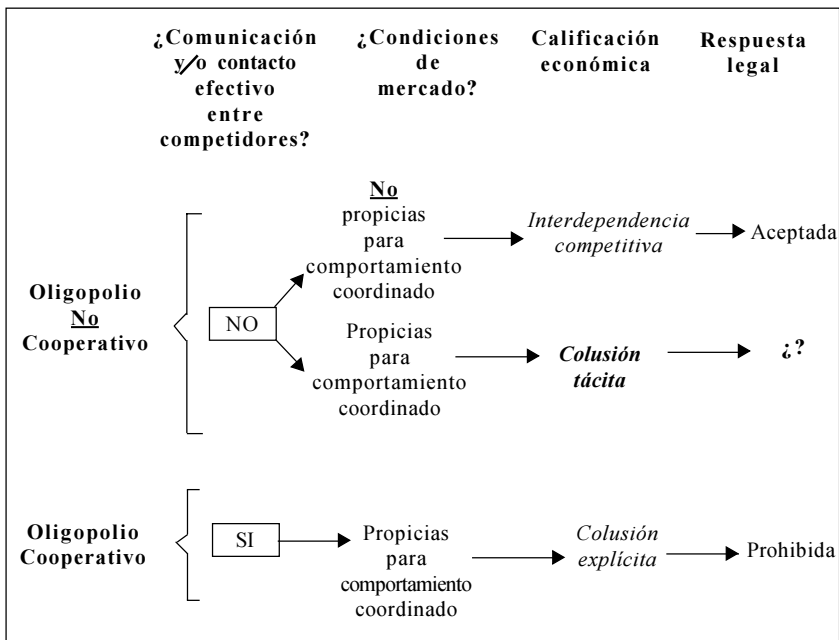 ¿Comunicación
y/o contacto
efectivo
entre
competidores?
¿Condiciones
de
mercado?
Calificación
económica
Respuesta
legal
Oligopolio
No
Cooperativo
NO
No
propicias
para
comportamiento
coordinado
Interdependencia
competitiva
Aceptada
Propicias
para
comportamiento
coordinado
Colusión
tácita
¿?
Oligopolio
Cooperativo
SI
Propicias
para
comportamiento
coordinado
Colusión
explícita
Prohibida